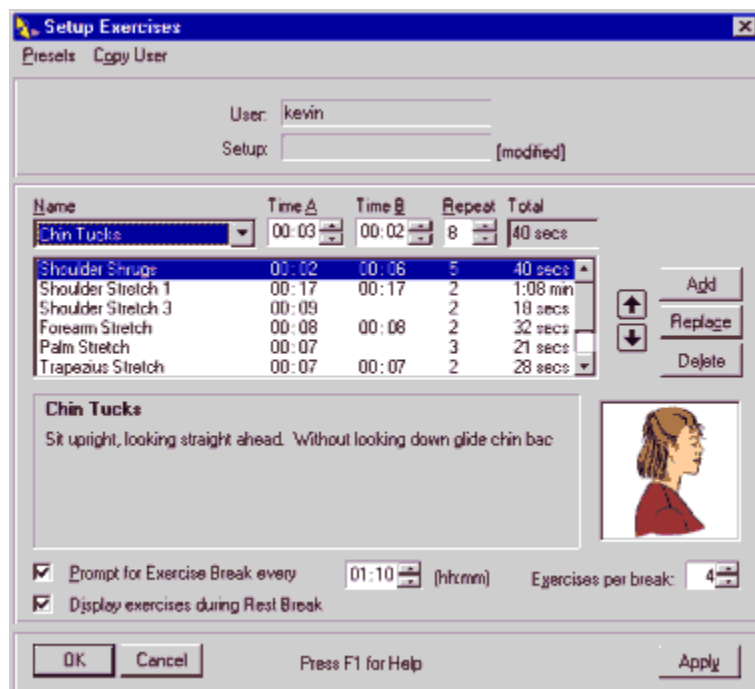 Setup Exercises
Presets Copy User
User: kevin
Setup: [modified]
Name Time A Time B Repeat Total
Chin Tucks 00:03 00:02 8 40 secs
Shoulder Shrugs 00:02 00:06 5 40 secs
Shoulder Stretch 1 00:17 00:17 2 1:08 min
Shoulder Stretch 3 00:09 2 18 secs
Forearm Stretch 00:08 00:08 2 32 secs
Palm Stretch 00:07 3 21 secs
Trapezius Stretch 00:07 00:07 2 28 secs
Add
Replace
Delete
Chin Tucks
Sit upright, looking straight ahead. Without looking down glide chin bac
Prompt for Exercise Break every 01:10 (hh:mm) Exercises per break: 4
Display exercises during Rest Break
OK Cancel Press F1 for Help Apply